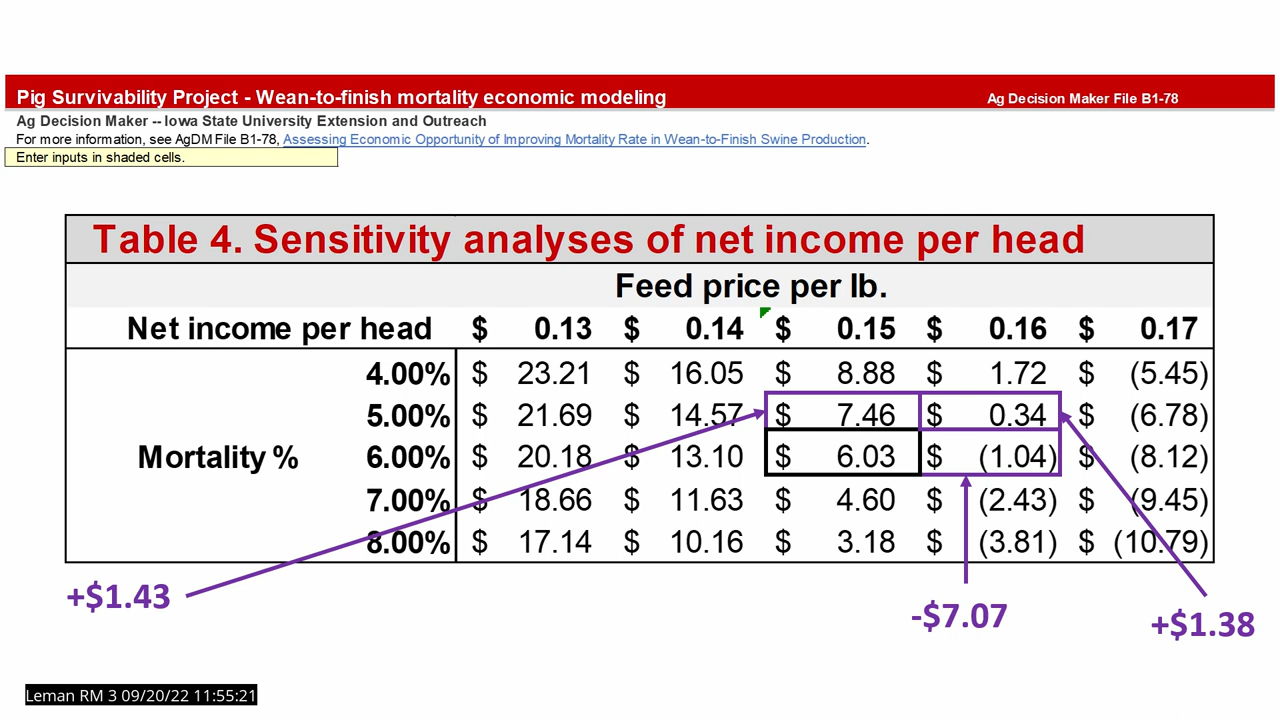 Pig Survivability Project - Wean-to-finish mortality economic modeling Ag Decision Maker File B1-78
Ag Decision Maker -- Iowa State University Extension and Outreach
For more information, see AgDM File B1-78, Assessing Economic Opportunity of Improving Mortality Rate in Wean-to-Finish Swine Production.
Enter inputs in shaded cells.
Table 4. Sensitivity analyses of net income per head
Feed price per lb.
Net income per head $ 0.13 $ 0.14 $ 0.15 $ 0.16 $ 0.17
4.00% $ 23.21 $ 16.05 $ 8.88 $ 1.72 $ (5.45)
5.00% $ 21.69 $ 14.57 $ 7.46 $ 0.34 $ (6.78)
Mortality % 6.00% $ 20.18 $ 13.10 $ 6.03 $ (1.04) $ (8.12)
7.00% $ 18.66 $ 11.63 $ 4.60 $ (2.43) $ (9.45)
8.00% $ 17.14 $ 10.16 $ 3.18 $ (3.81) $ (10.79)
+$1.43 -$7.07 +$1.38
Leman RM 3 09/20/22 11:55:21